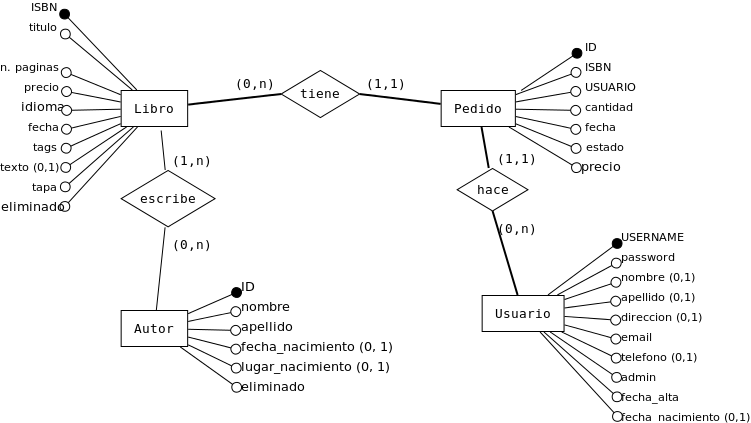 ISBN
titulo
n. paginas
precio
idioma
fecha
tags
texto (0,1)
tapa
eliminado
Libro
(0,n)
tiene
(1,1)
Pedido
ID
ISBN
USUARIO
cantidad
fecha
estado
precio
(1,n)
escribe
(0,n)
(1,1)
hace
(0,n)
Autor
ID
nombre
apellido
fecha_nacimiento (0, 1)
lugar_nacimiento (0, 1)
eliminado
Usuario
USERNAME
password
nombre (0,1)
apellido (0,1)
direccion (0,1)
email
telefono (0,1)
admin
fecha_alta
fecha_nacimiento (0,1)